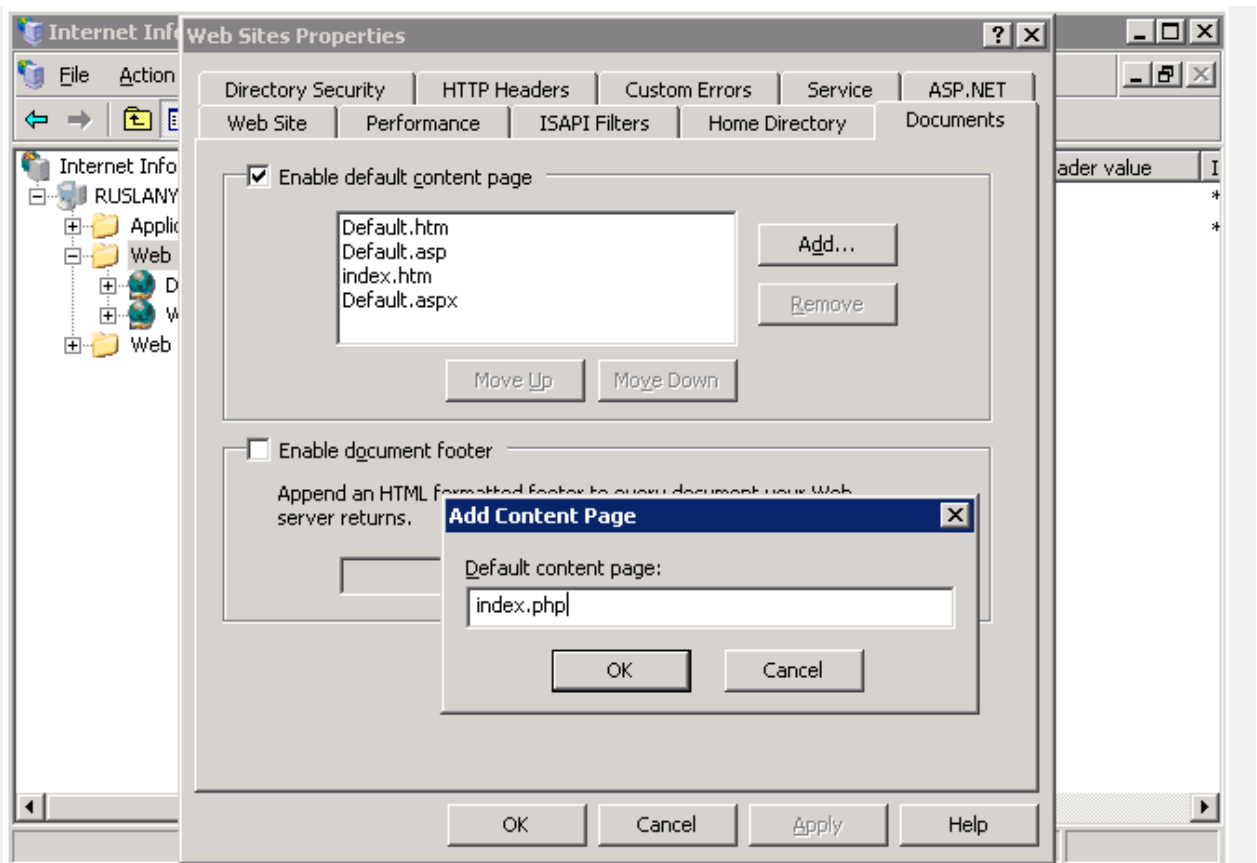 Internet Inf
Web Sites Properties
File Action
Directory Security HTTP Headers Custom Errors Service ASP.NET
Web Site Performance ISAPI Filters Home Directory Documents
Internet Info
RUSLANY
Applic
Web
D
W
Web
ader value I
*
*
Enable default content page
Default.htm
Default.asp
index.htm
Default.aspx
Add...
Remove
Move Up Move Down
Enable document footer
Append an HTML formatted footer to every document your Web
server returns.
Add Content Page
Default content page:
index.php
OK Cancel
OK Cancel Apply Help